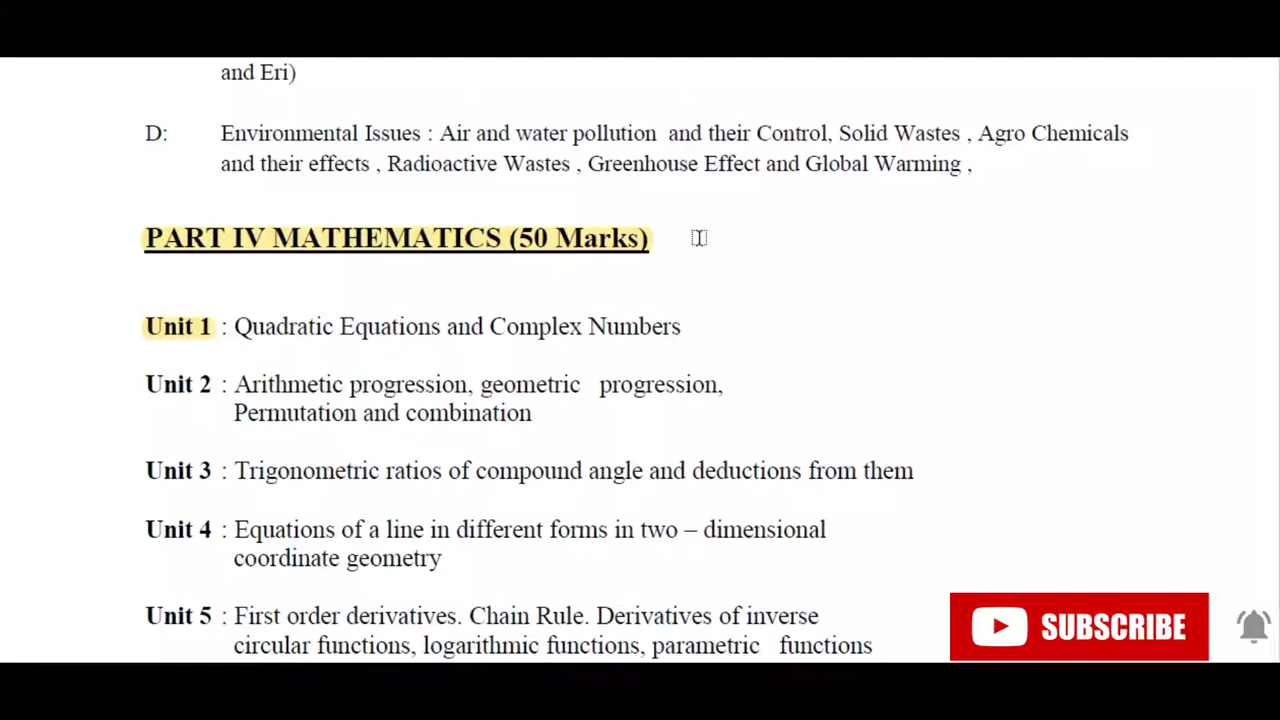 and Eri)
D: Environmental Issues : Air and water pollution and their Control, Solid Wastes , Agro Chemicals
and their effects , Radioactive Wastes , Greenhouse Effect and Global Warming ,
PART IV MATHEMATICS (50 Marks)
Unit 1 : Quadratic Equations and Complex Numbers
Unit 2 : Arithmetic progression, geometric progression,
Permutation and combination
Unit 3 : Trigonometric ratios of compound angle and deductions from them
Unit 4 : Equations of a line in different forms in two – dimensional
coordinate geometry
Unit 5 : First order derivatives. Chain Rule. Derivatives of inverse
circular functions, logarithmic functions, parametric functions
SUBSCRIBE